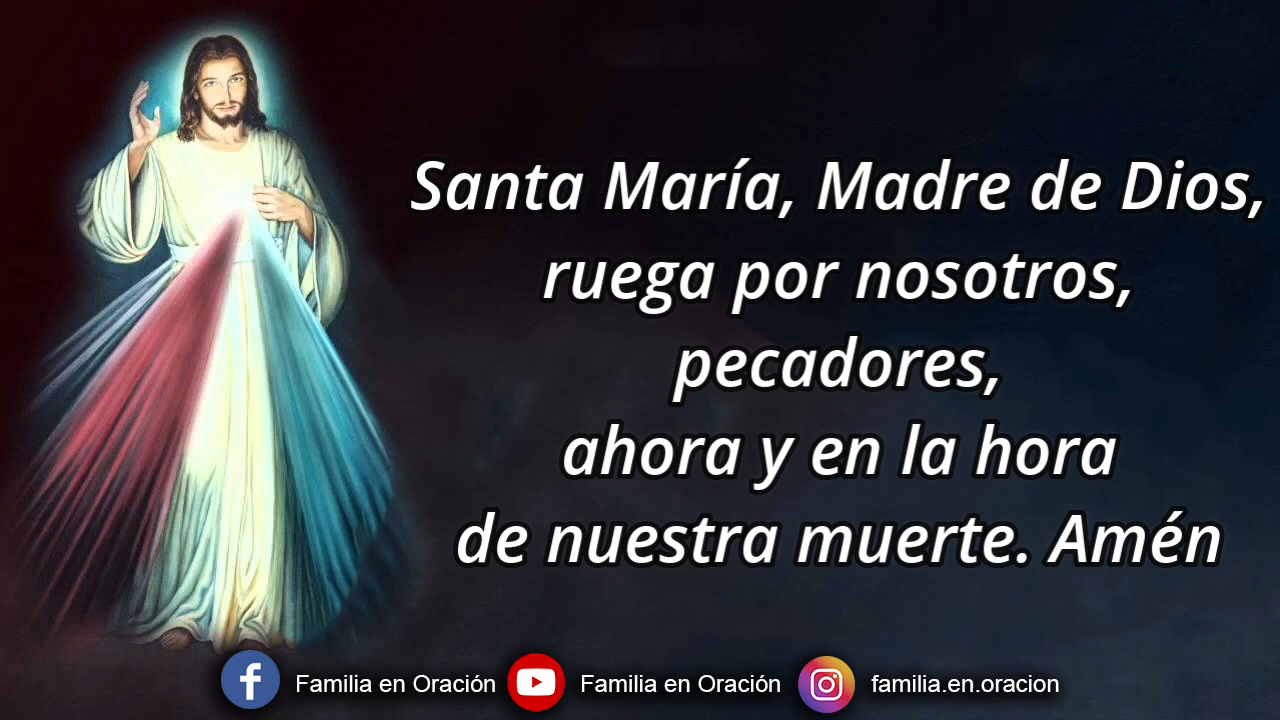 Santa María, Madre de Dios,
ruega por nosotros,
pecadores,
ahora y en la hora
de nuestra muerte. Amén
Familia en Oración
Familia en Oración
familia.en.oracion